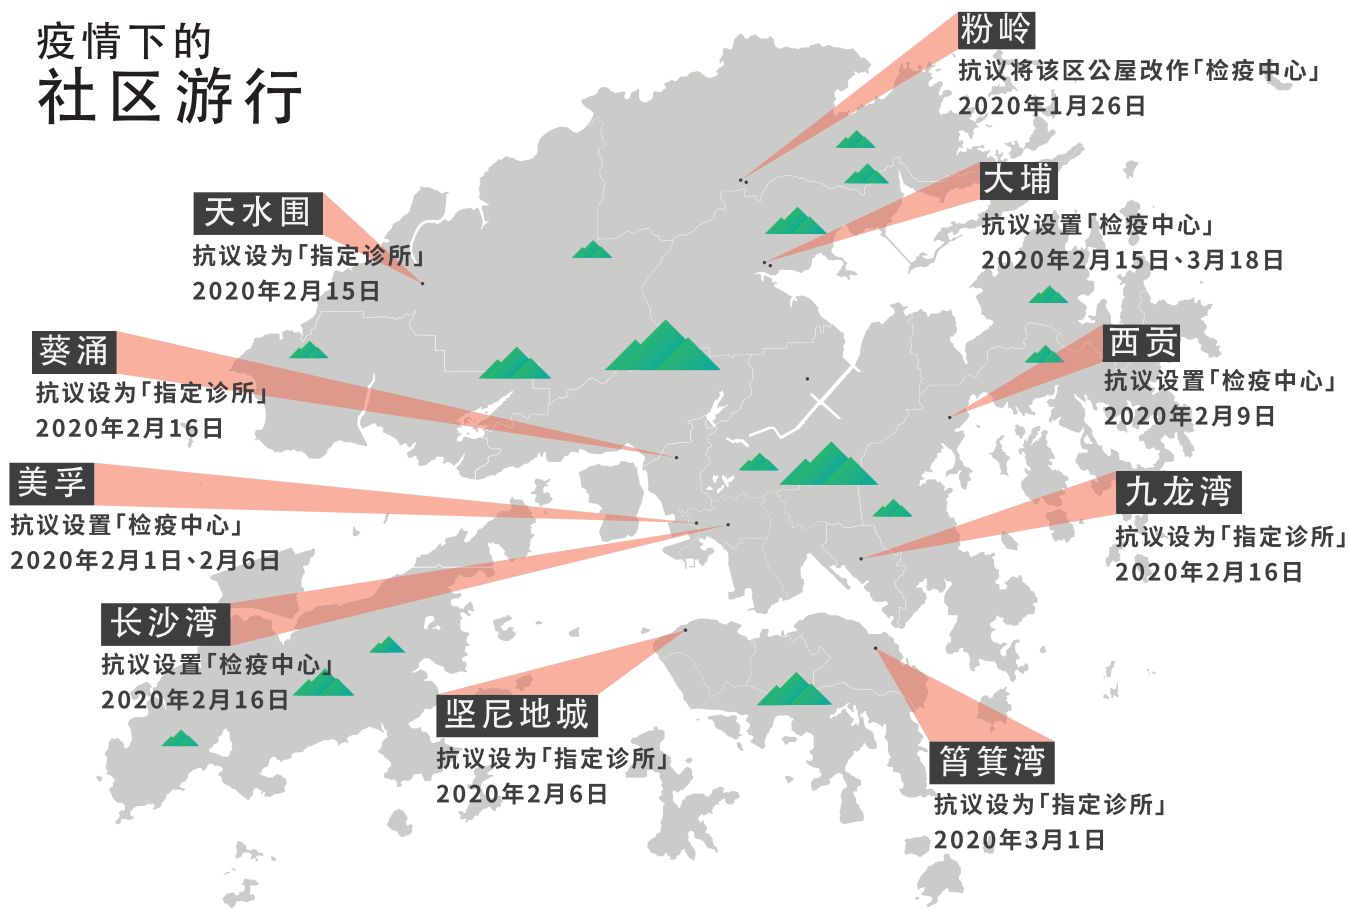 疫情下的
社区游行
粉岭
抗议将该区公屋改作「检疫中心」
2020年1月26日
大埔
抗议设置「检疫中心」
2020年2月15日、3月18日
天水围
抗议设为「指定诊所」
2020年2月15日
西贡
抗议设置「检疫中心」
2020年2月9日
葵涌
抗议设为「指定诊所」
2020年2月16日
美孚
抗议设置「检疫中心」
2020年2月1日、2月6日
九龙湾
抗议设为「指定诊所」
2020年2月16日
长沙湾
抗议设置「检疫中心」
2020年2月16日
坚尼地城
抗议设为「指定诊所」
2020年2月6日
筲箕湾
抗议设为「指定诊所」
2020年3月1日